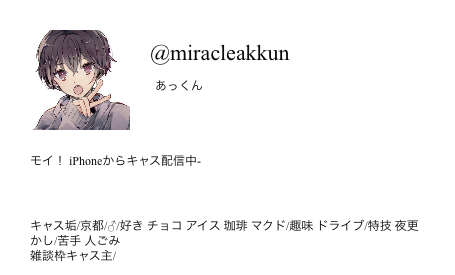 @miracleakkun
あっくん
モイ！ iPhoneからキャス配信中-
キャス垢/京都/♂/好き チョコ アイス 珈琲 マクド/趣味 ドライブ/特技 夜更
かし/苦手 人ごみ
雑談枠キャス主/